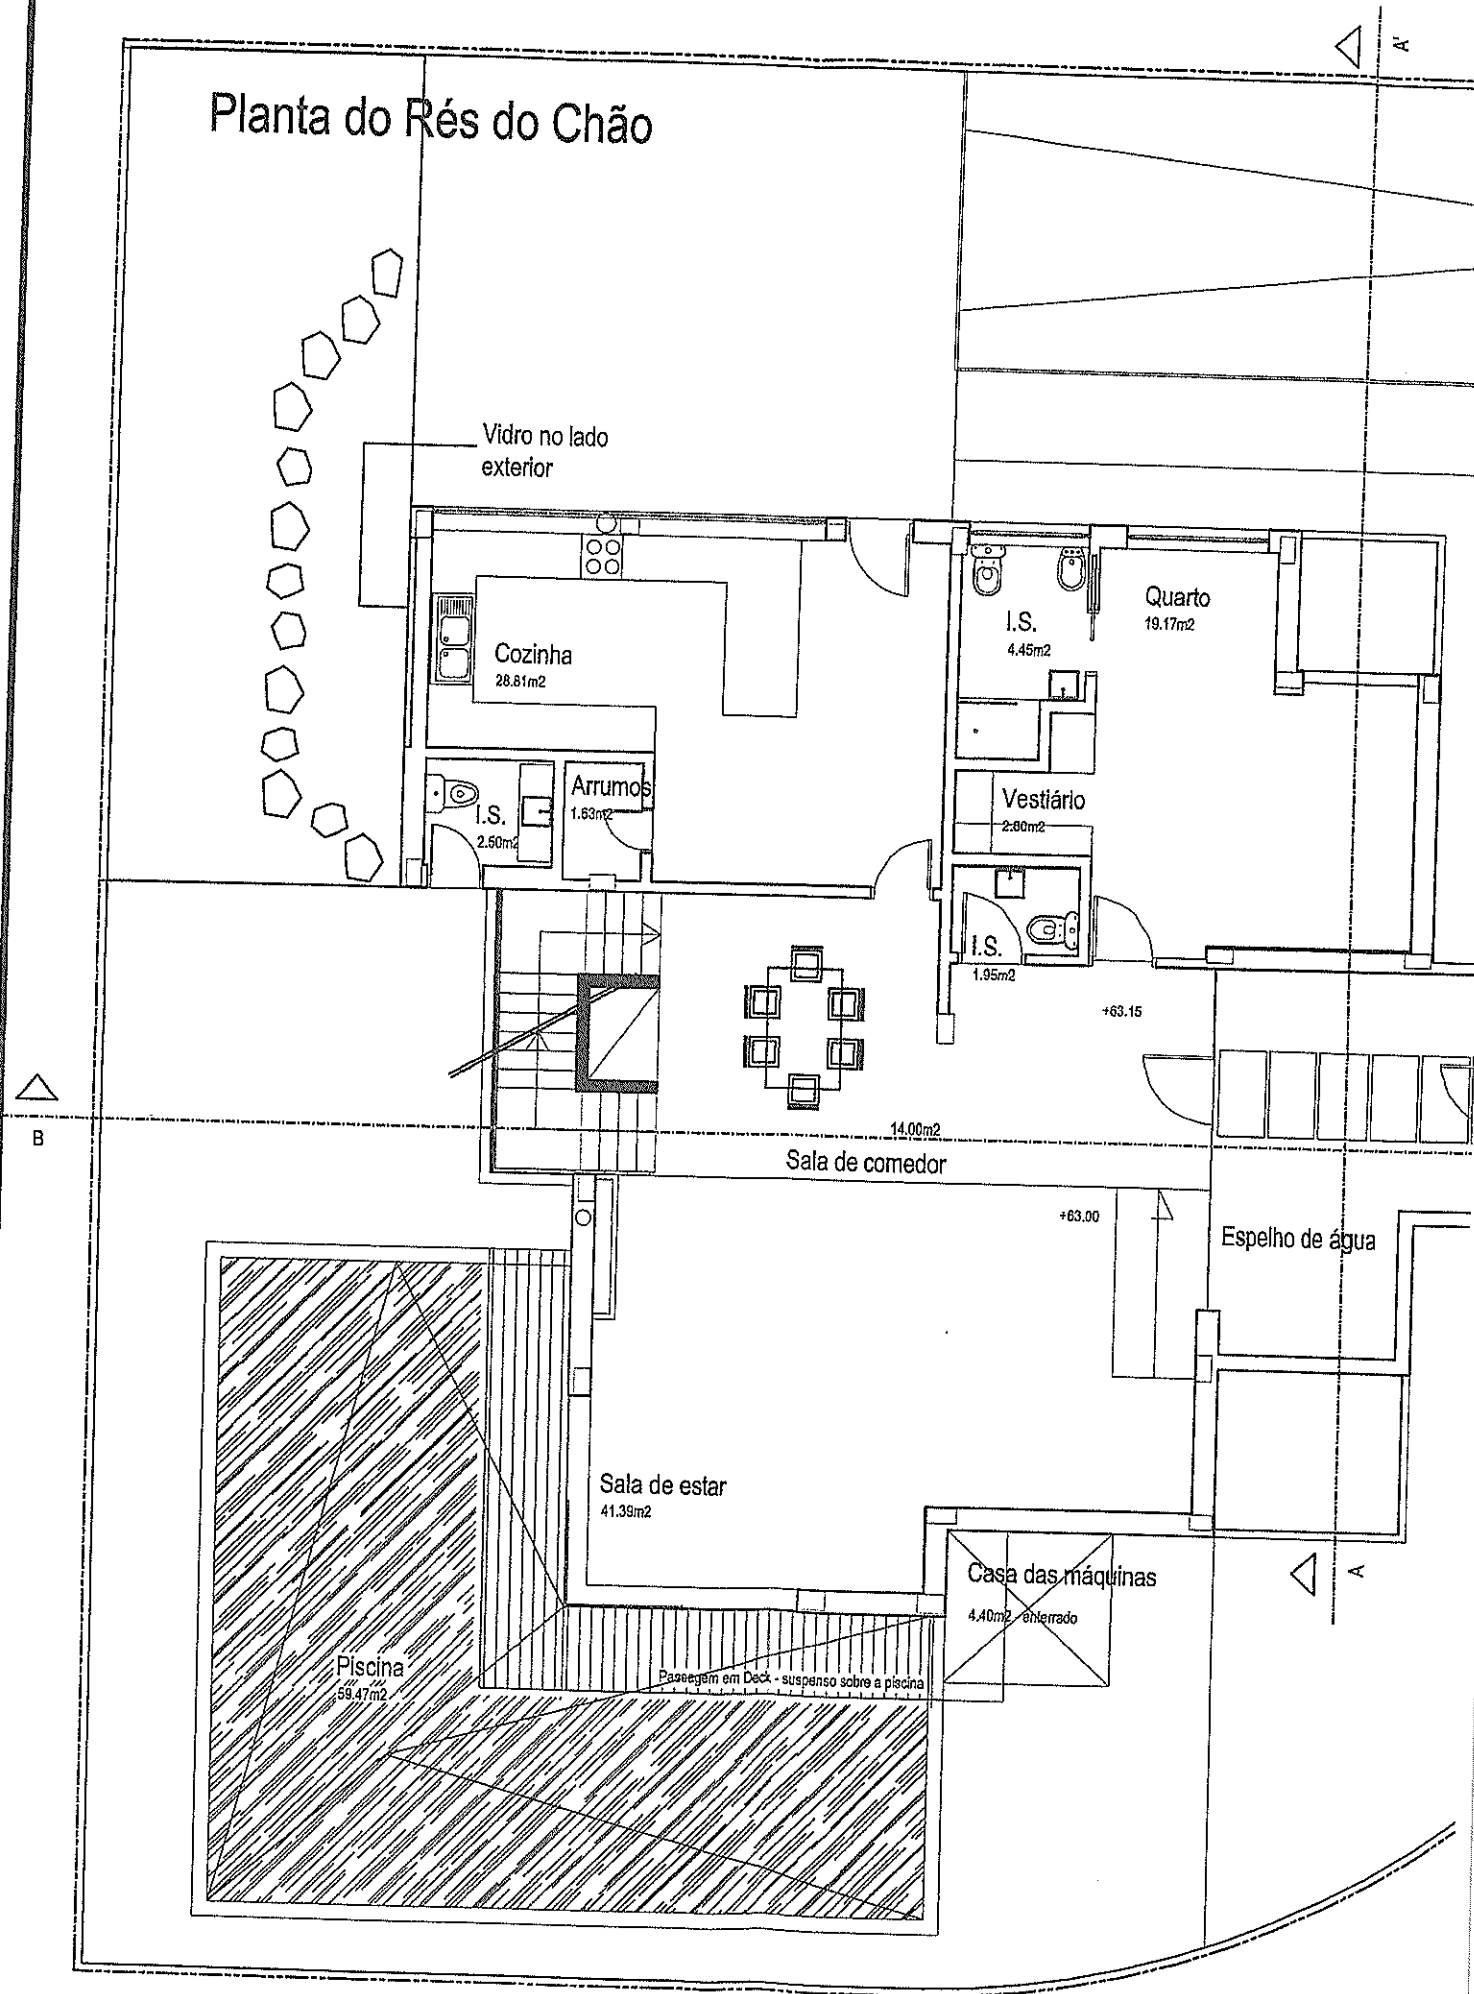 A'
Planta do Rés do Chão
Vidro no lado
exterior
Quarto
19.17m2
I.S.
4.45m2
Cozinha
28.81m2
Arrumos
1.63m2
I.S.
2.50m2
Vestiário
2.80m2
I.S.
1.95m2
+63.15
B
14.00m2
Sala de comedor
+63.00
Espelho de água
Sala de estar
41.39m2
Casa das máquinas
4.40m2 - enterrado
A
Piscina
59.47m2
Passagem em Deck - suspenso sobre a piscina